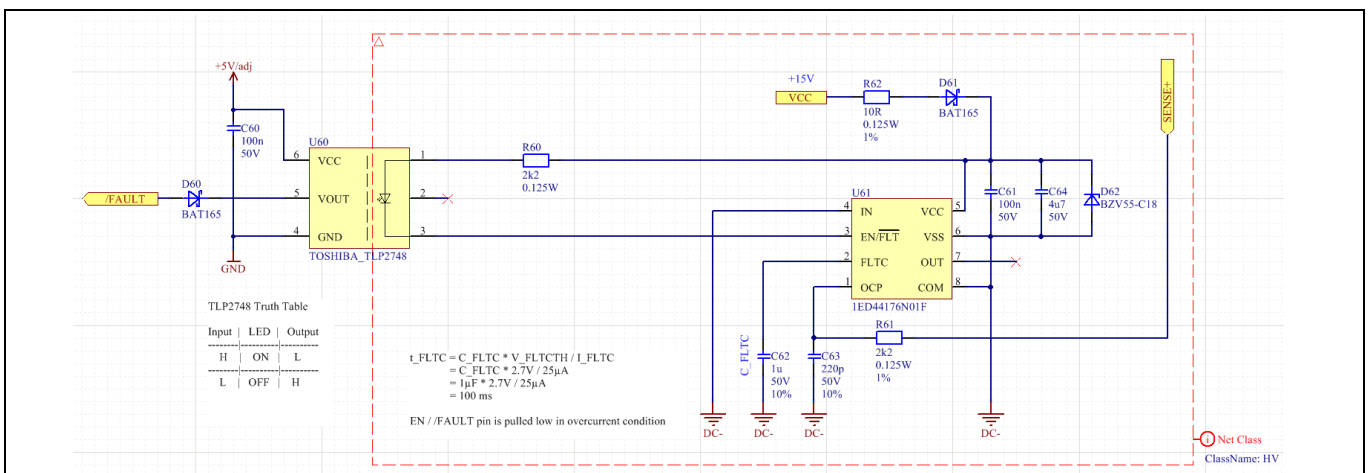 +5V/adj
C60
100n
50V
U60
6 VCC 1
5 VOUT 2
4 GND 3
TOSHIBA_TLP2748
/FAULT
D60
BAT165
GND
R60
2k2
0.125W
+15V
VCC
R62
10R
0.125W
1%
D61
BAT165
SENSE+
U61
4 IN VCC 5
3 EN/FLT VSS 6
2 FLTC OUT 7
1 OCP COM 8
1ED44176N01F
C61
100n
50V
C64
4u7
50V
D62
BZV55-C18
R61
2k2
0.125W
1%
C_FLTC
C62
1u
50V
10%
C63
220p
50V
10%
DC-
DC-
DC-
DC-
TLP2748 Truth Table
Input | LED | Output
--------|---------|----------
H | ON | L
--------|---------|----------
L | OFF | H
t_FLTC = C_FLTC * V_FLTCTH / I_FLTC
= C_FLTC * 2.7V / 25µA
= 1µF * 2.7V / 25µA
= 100 ms
EN / /FAULT pin is pulled low in overcurrent condition
i Net Class
ClassName: HV